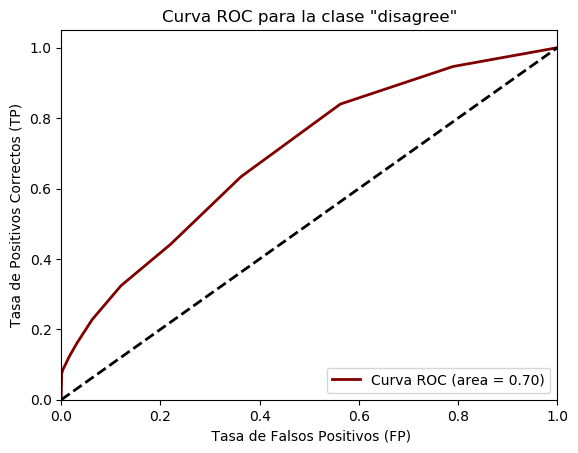 Curva ROC para la clase "disagree"
Tasa de Positivos Correctos (TP)
1.0
0.8
0.6
0.4
0.2
0.0
0.0 0.2 0.4 0.6 0.8 1.0
Curva ROC (area = 0.70)
Tasa de Falsos Positivos (FP)